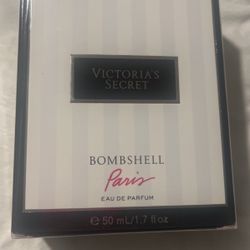 VICTORIA'S
SECRET
BOMBSHELL
Paris
EAU DE PARFUM
℮ 50 mL/1.7 fl oz